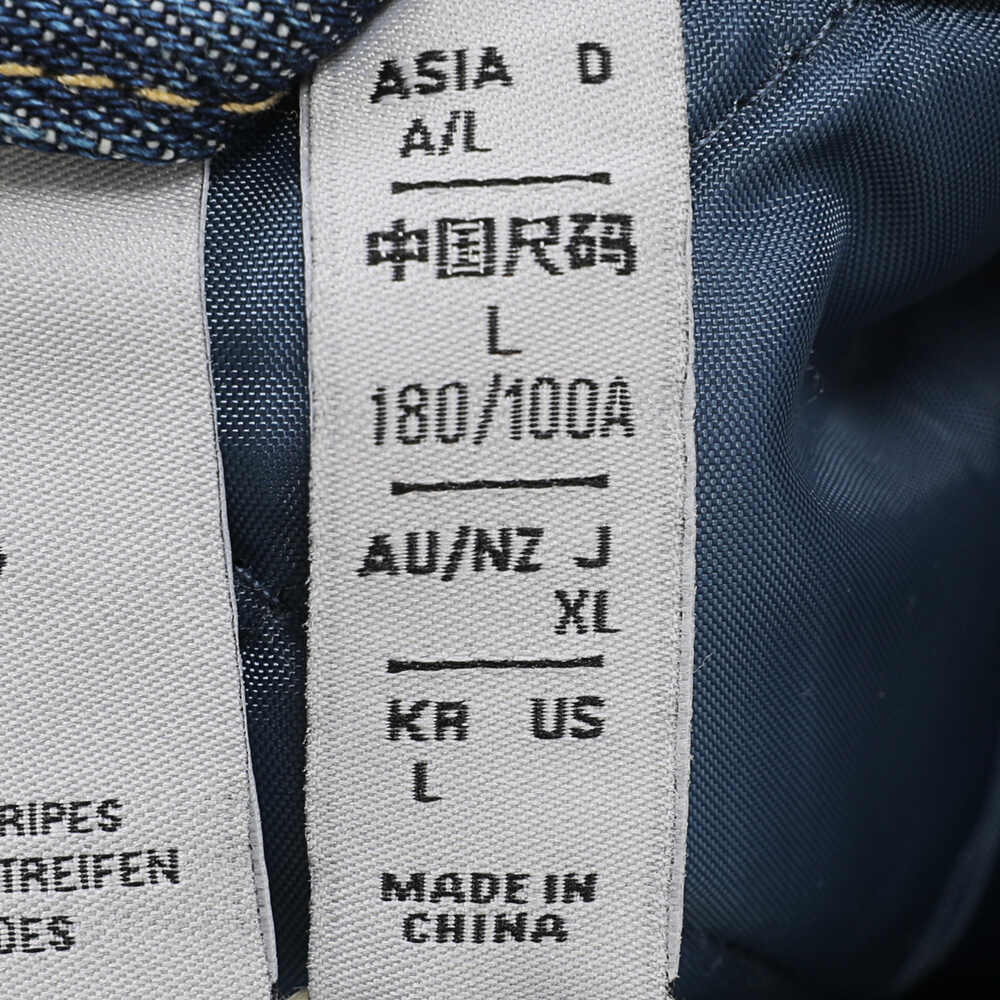 ASIA D
A/L
中国尺码
L
180/100A
AU/NZ J
XL
KR US
L
MADE IN
CHINA
RIPES
TREIFEN
DES